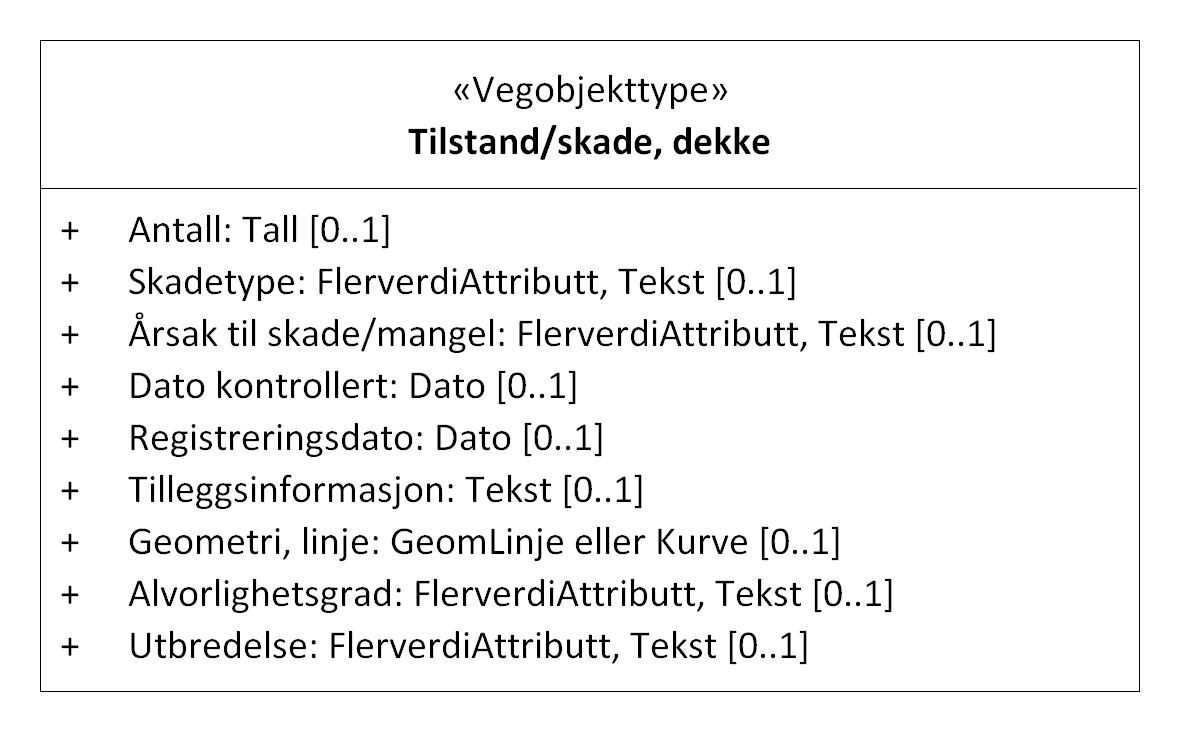 «Vegobjekttype»
Tilstand/skade, dekke
+ Antall: Tall [0..1]
+ Skadetype: FlerverdiAttributt, Tekst [0..1]
+ Årsak til skade/mangel: FlerverdiAttributt, Tekst [0..1]
+ Dato kontrollert: Dato [0..1]
+ Registreringsdato: Dato [0..1]
+ Tilleggsinformasjon: Tekst [0..1]
+ Geometri, linje: GeomLinje eller Kurve [0..1]
+ Alvorlighetsgrad: FlerverdiAttributt, Tekst [0..1]
+ Utbredelse: FlerverdiAttributt, Tekst [0..1]